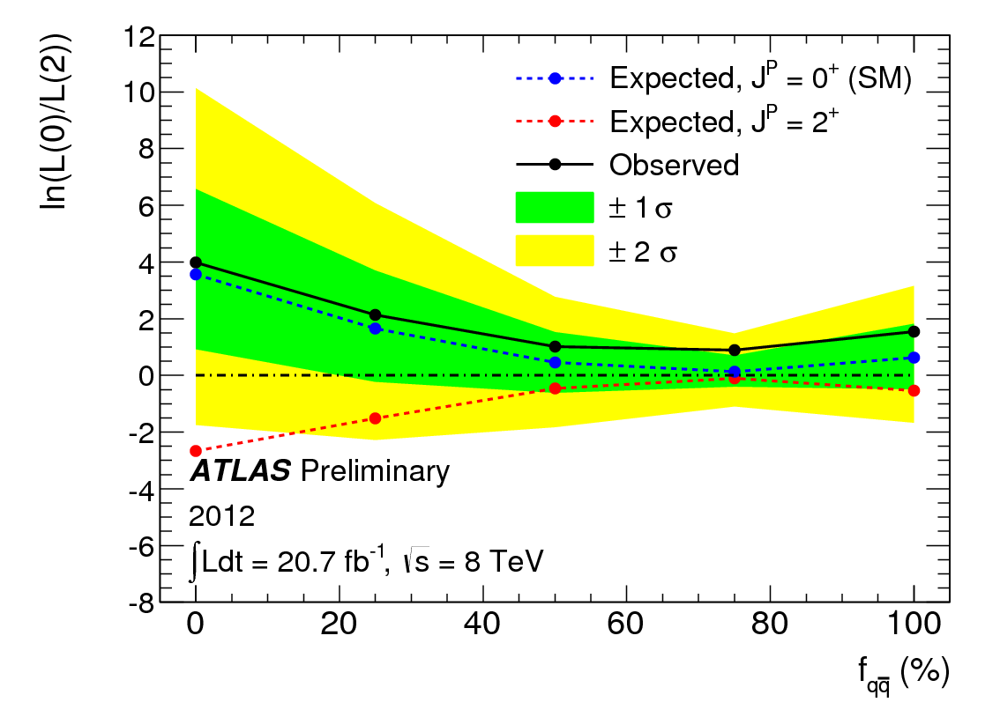 ln(L(0)/L(2))
12
10
8
6
4
2
0
-2
-4
-6
-8
Expected, J^P = 0^+ (SM)
Expected, J^P = 2^+
Observed
± 1 σ
± 2 σ
ATLAS Preliminary
2012
∫Ldt = 20.7 fb^-1, √s = 8 TeV
0 20 40 60 80 100
f_qq̅ (%)